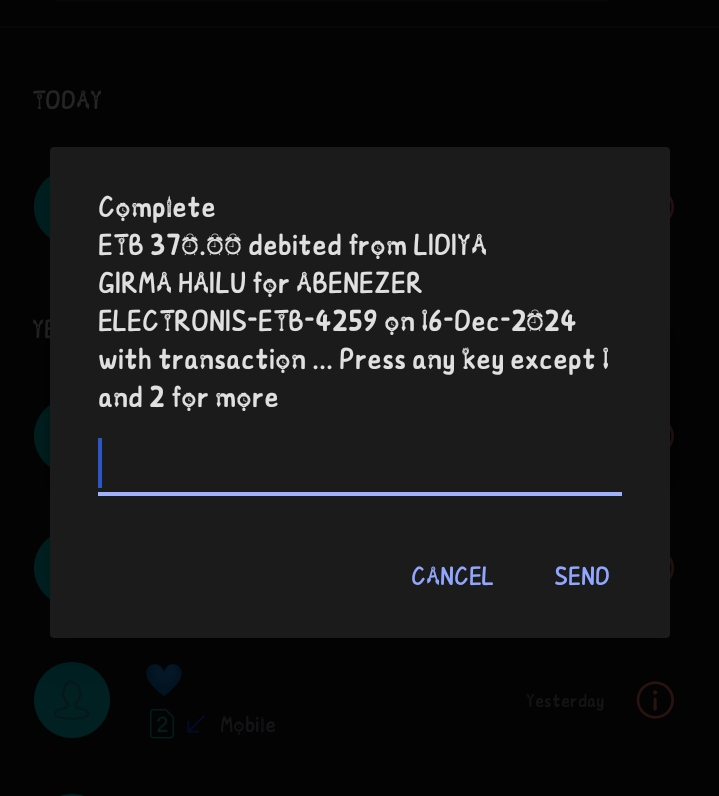 TODAY
Complete
ETB 370.00 debited from LIDIYA
GIRMA HAILU for ABENEZER
ELECTRONIS-ETB-4259 on 16-Dec-2024
with transaction ... Press any key except 1
and 2 for more
CANCEL SEND
Yesterday
2 Mobile